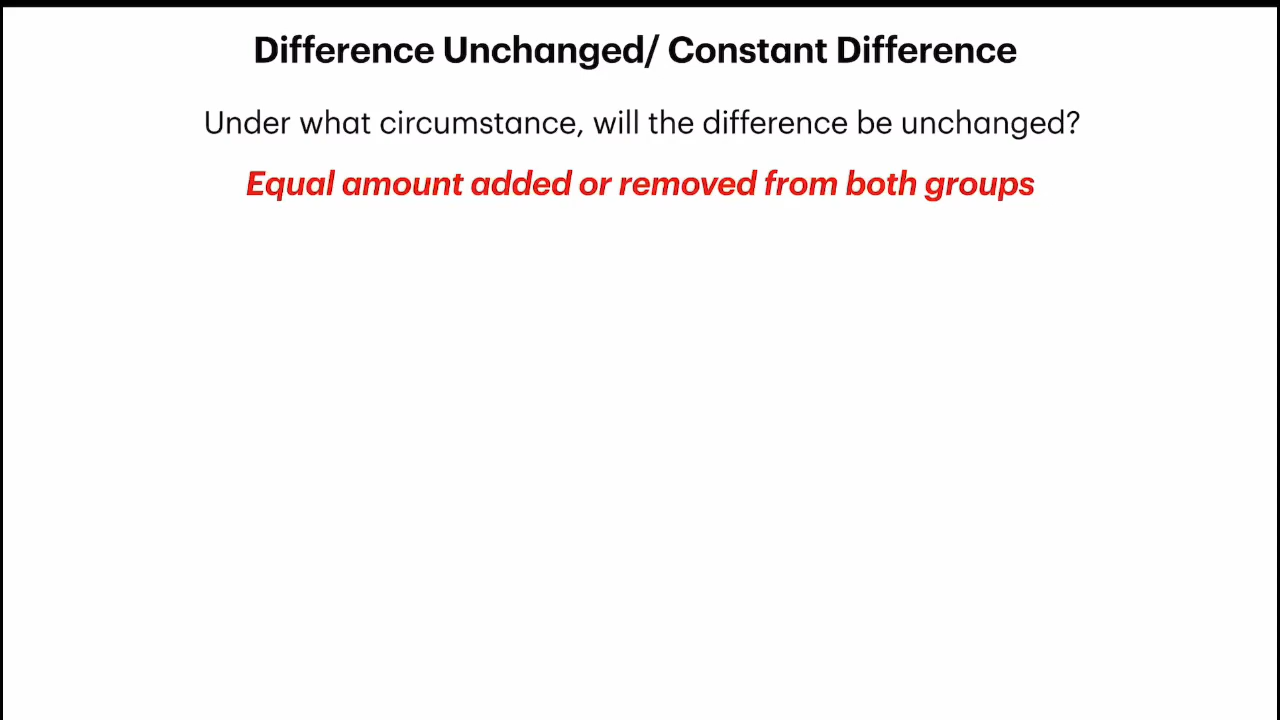 Difference Unchanged/ Constant Difference
Under what circumstance, will the difference be unchanged?
Equal amount added or removed from both groups